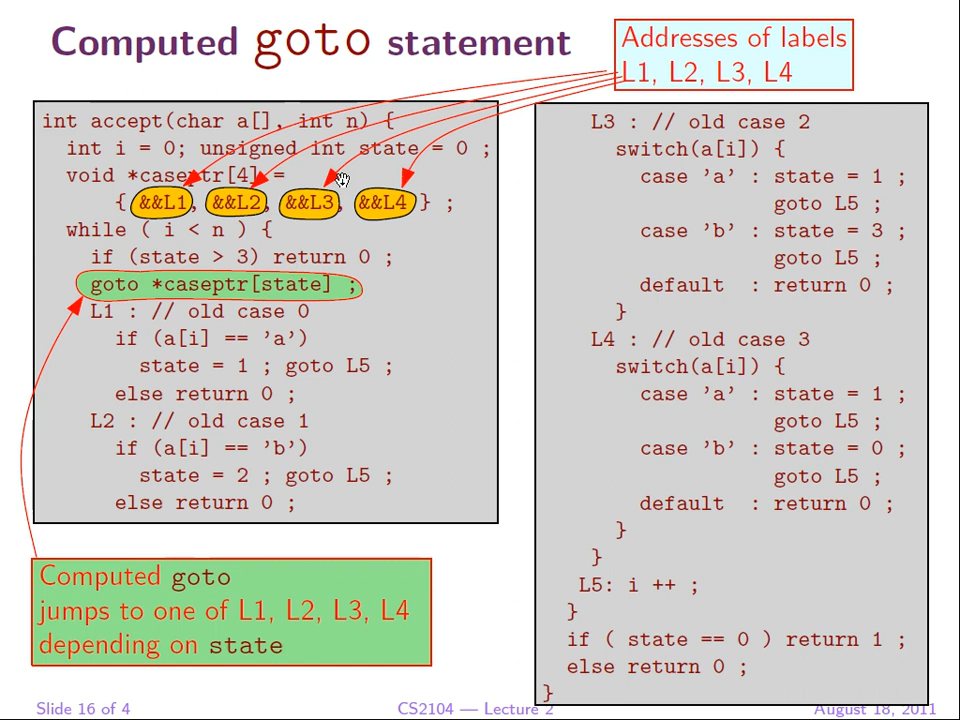 Computed goto statement
Addresses of labels
L1, L2, L3, L4
int accept(char a[], int n) {
int i = 0; unsigned int state = 0 ;
void *caseptr[4] =
{ &&L1, &&L2, &&L3, &&L4 } ;
while ( i < n ) {
if (state > 3) return 0 ;
goto *caseptr[state] ;
L1 : // old case 0
if (a[i] == 'a')
state = 1 ; goto L5 ;
else return 0 ;
L2 : // old case 1
if (a[i] == 'b')
state = 2 ; goto L5 ;
else return 0 ;
L3 : // old case 2
switch(a[i]) {
case 'a' : state = 1 ;
goto L5 ;
case 'b' : state = 3 ;
goto L5 ;
default : return 0 ;
}
L4 : // old case 3
switch(a[i]) {
case 'a' : state = 1 ;
goto L5 ;
case 'b' : state = 0 ;
goto L5 ;
default : return 0 ;
}
}
L5: i ++ ;
}
if ( state == 0 ) return 1 ;
else return 0 ;
}
Computed goto
jumps to one of L1, L2, L3, L4
depending on state
Slide 16 of 4
CS2104 — Lecture 2
August 18, 2011